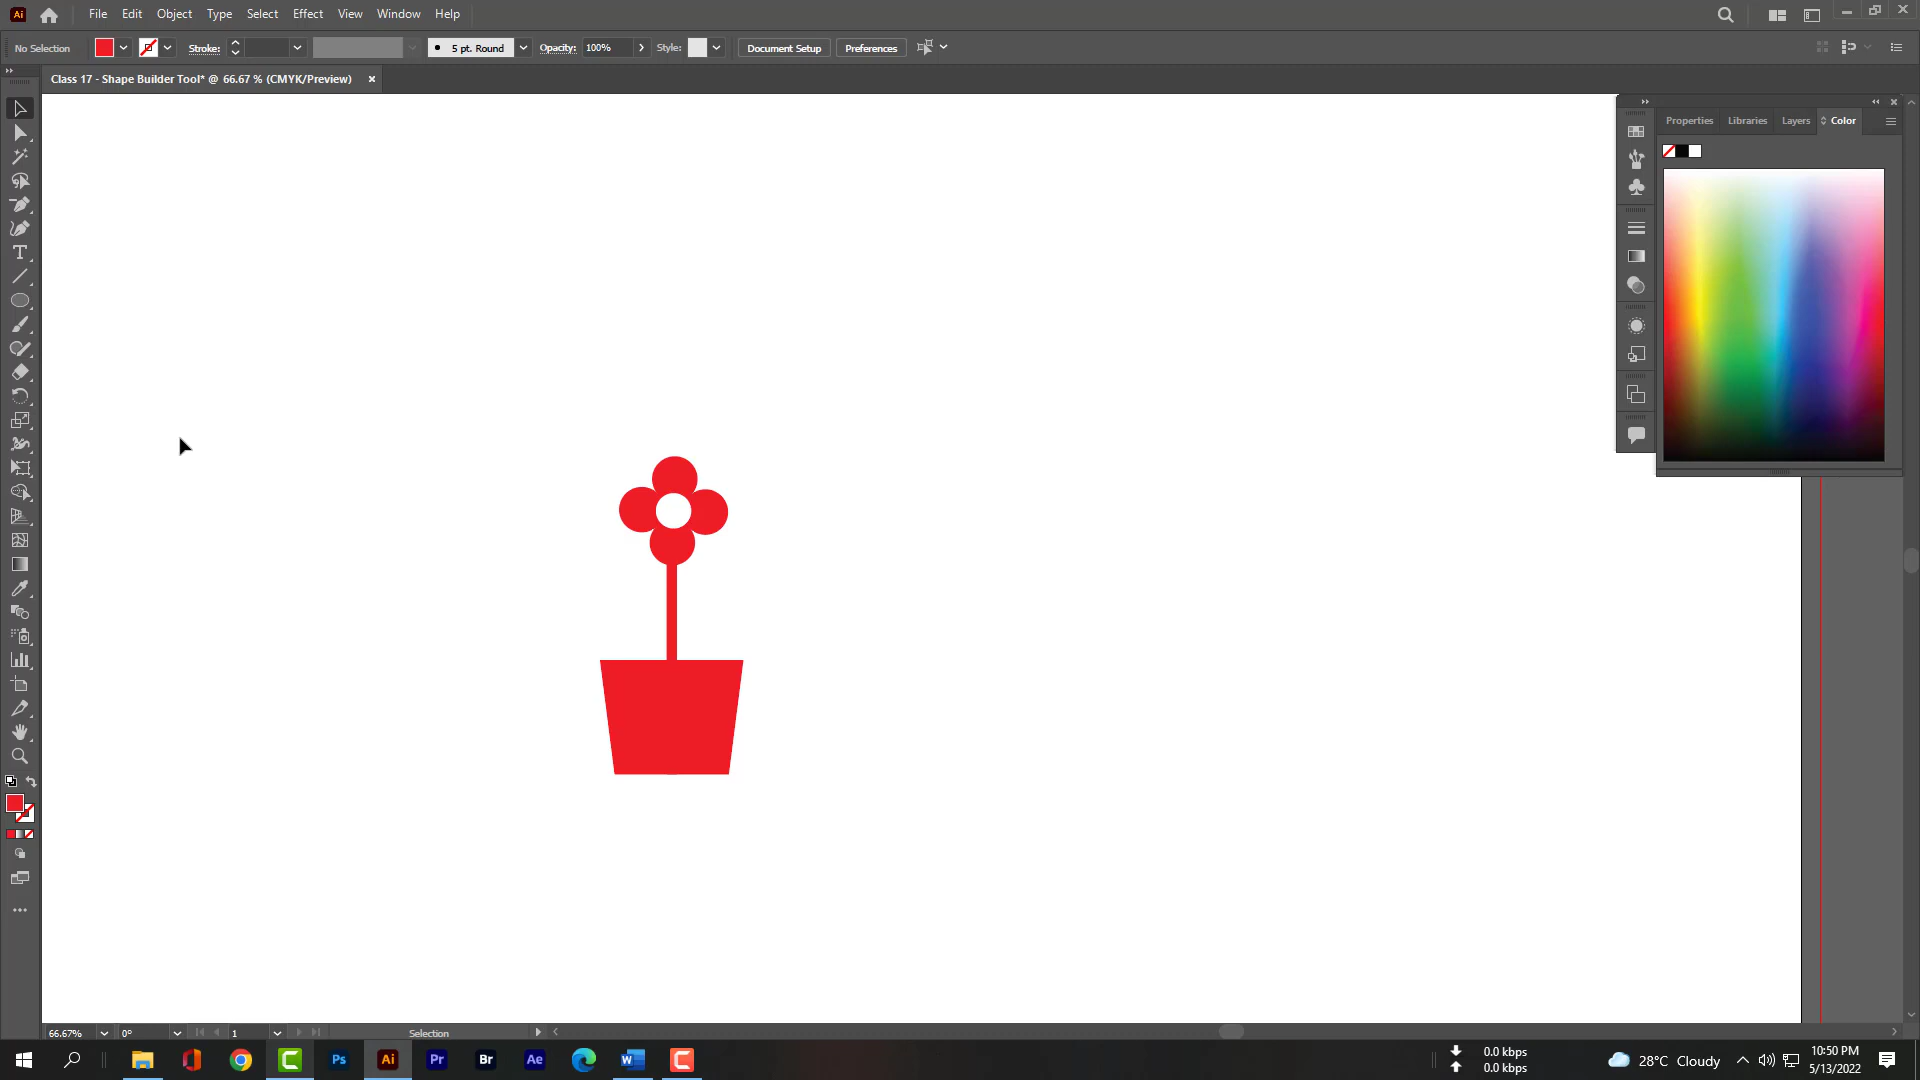 Ai File Edit Object Type Select Effect View Window Help
No Selection Stroke: 5 pt. Round Opacity: 100% Style: Document Setup Preferences
Class 17 - Shape Builder Tool* @ 66.67 % (CMYK/Preview)
Properties Libraries Layers Color
66.67% 0° 1 Selection
Ps Ai Pr Br Ae W
0.0 kbps
0.0 kbps
28°C Cloudy
10:50 PM
5/13/2022